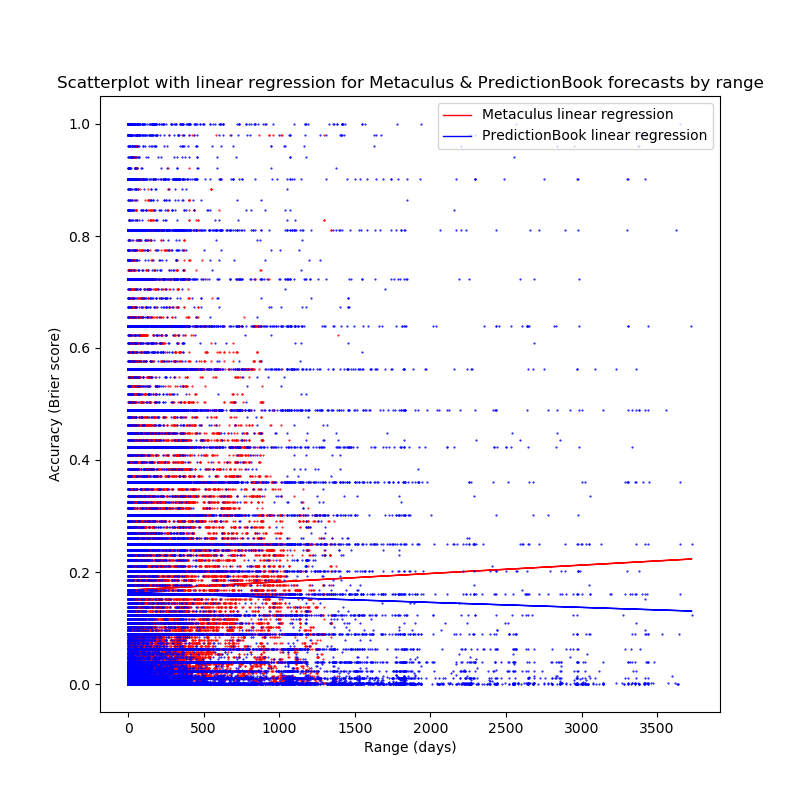 Scatterplot with linear regression for Metaculus & PredictionBook forecasts by range
Metaculus linear regression
PredictionBook linear regression
Accuracy (Brier score)
1.0
0.8
0.6
0.4
0.2
0.0
0 500 1000 1500 2000 2500 3000 3500
Range (days)